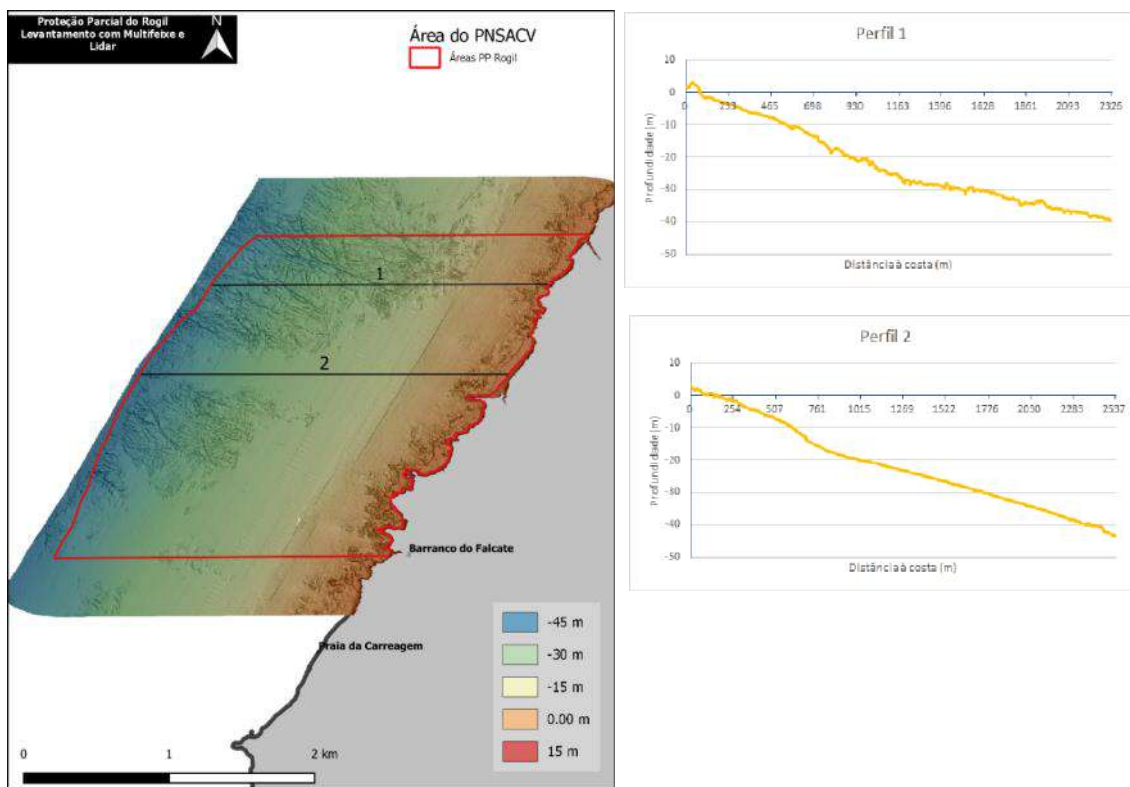 Proteção Parcial do Rogil
Levantamento com Multifeixe e
Lidar
N
Área do PNSACV
Áreas PP Rogil
1
2
Barranco do Falcate
Praia da Carreagem
-45 m
-30 m
-15 m
0.00 m
15 m
0 1 2 km
Perfil 1
10
0
-10
-20
-30
-40
-50
0 233 465 698 930 1163 1396 1628 1861 2093 2326
Profundidade (m)
Distância à costa (m)
Perfil 2
10
0
-10
-20
-30
-40
-50
0 254 507 761 1015 1269 1522 1776 2030 2283 2537
Profundidade (m)
Distância à costa (m)